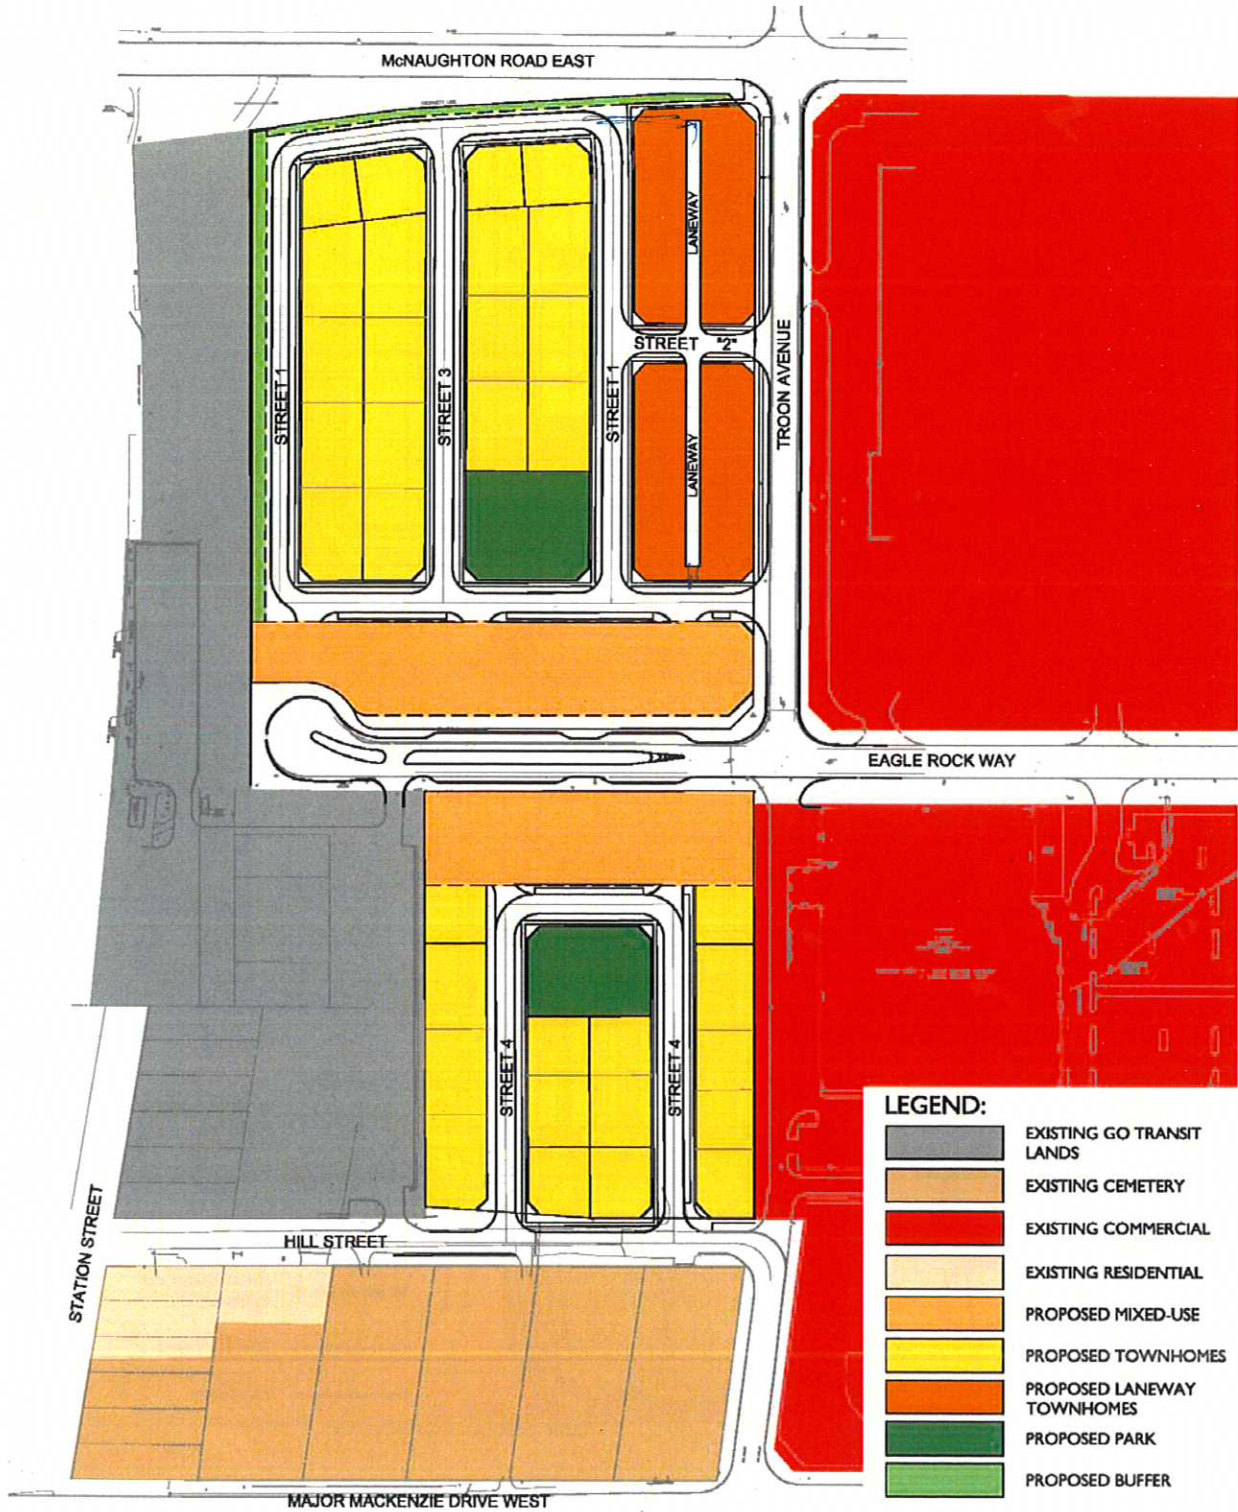 McNAUGHTON ROAD EAST
LANEWAY
STREET "2"
TROON AVENUE
STREET 1
STREET 3
STREET 1
LANEWAY
EAGLE ROCK WAY
STREET 4
STREET 4
LEGEND:
EXISTING GO TRANSIT
LANDS
EXISTING CEMETERY
EXISTING COMMERCIAL
EXISTING RESIDENTIAL
PROPOSED MIXED-USE
PROPOSED TOWNHOMES
PROPOSED LANEWAY
TOWNHOMES
PROPOSED PARK
PROPOSED BUFFER
STATION STREET
HILL STREET
MAJOR MACKENZIE DRIVE WEST